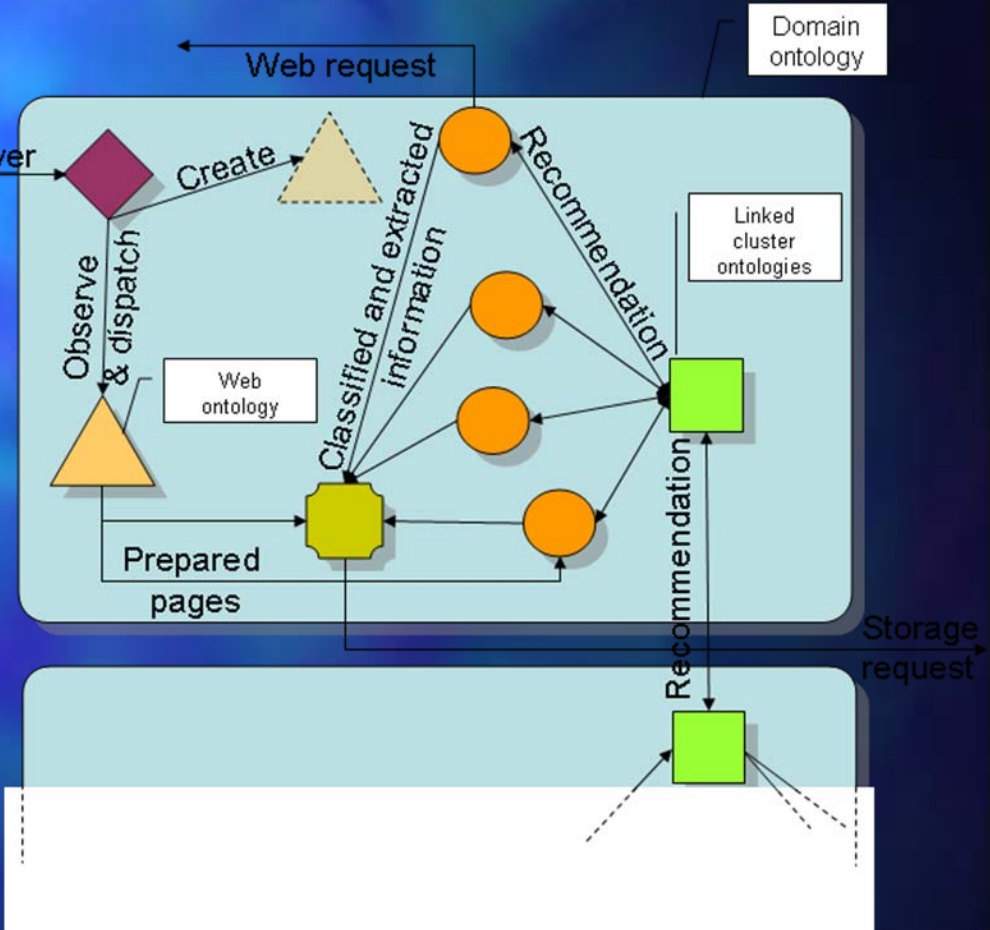 Domain
ontology
Web request
Create
Classified and extracted
information
Recommendation
Linked
cluster
ontologies
Observe
& dispatch
Web
ontology
Prepared
pages
Recommendation
Storage
request